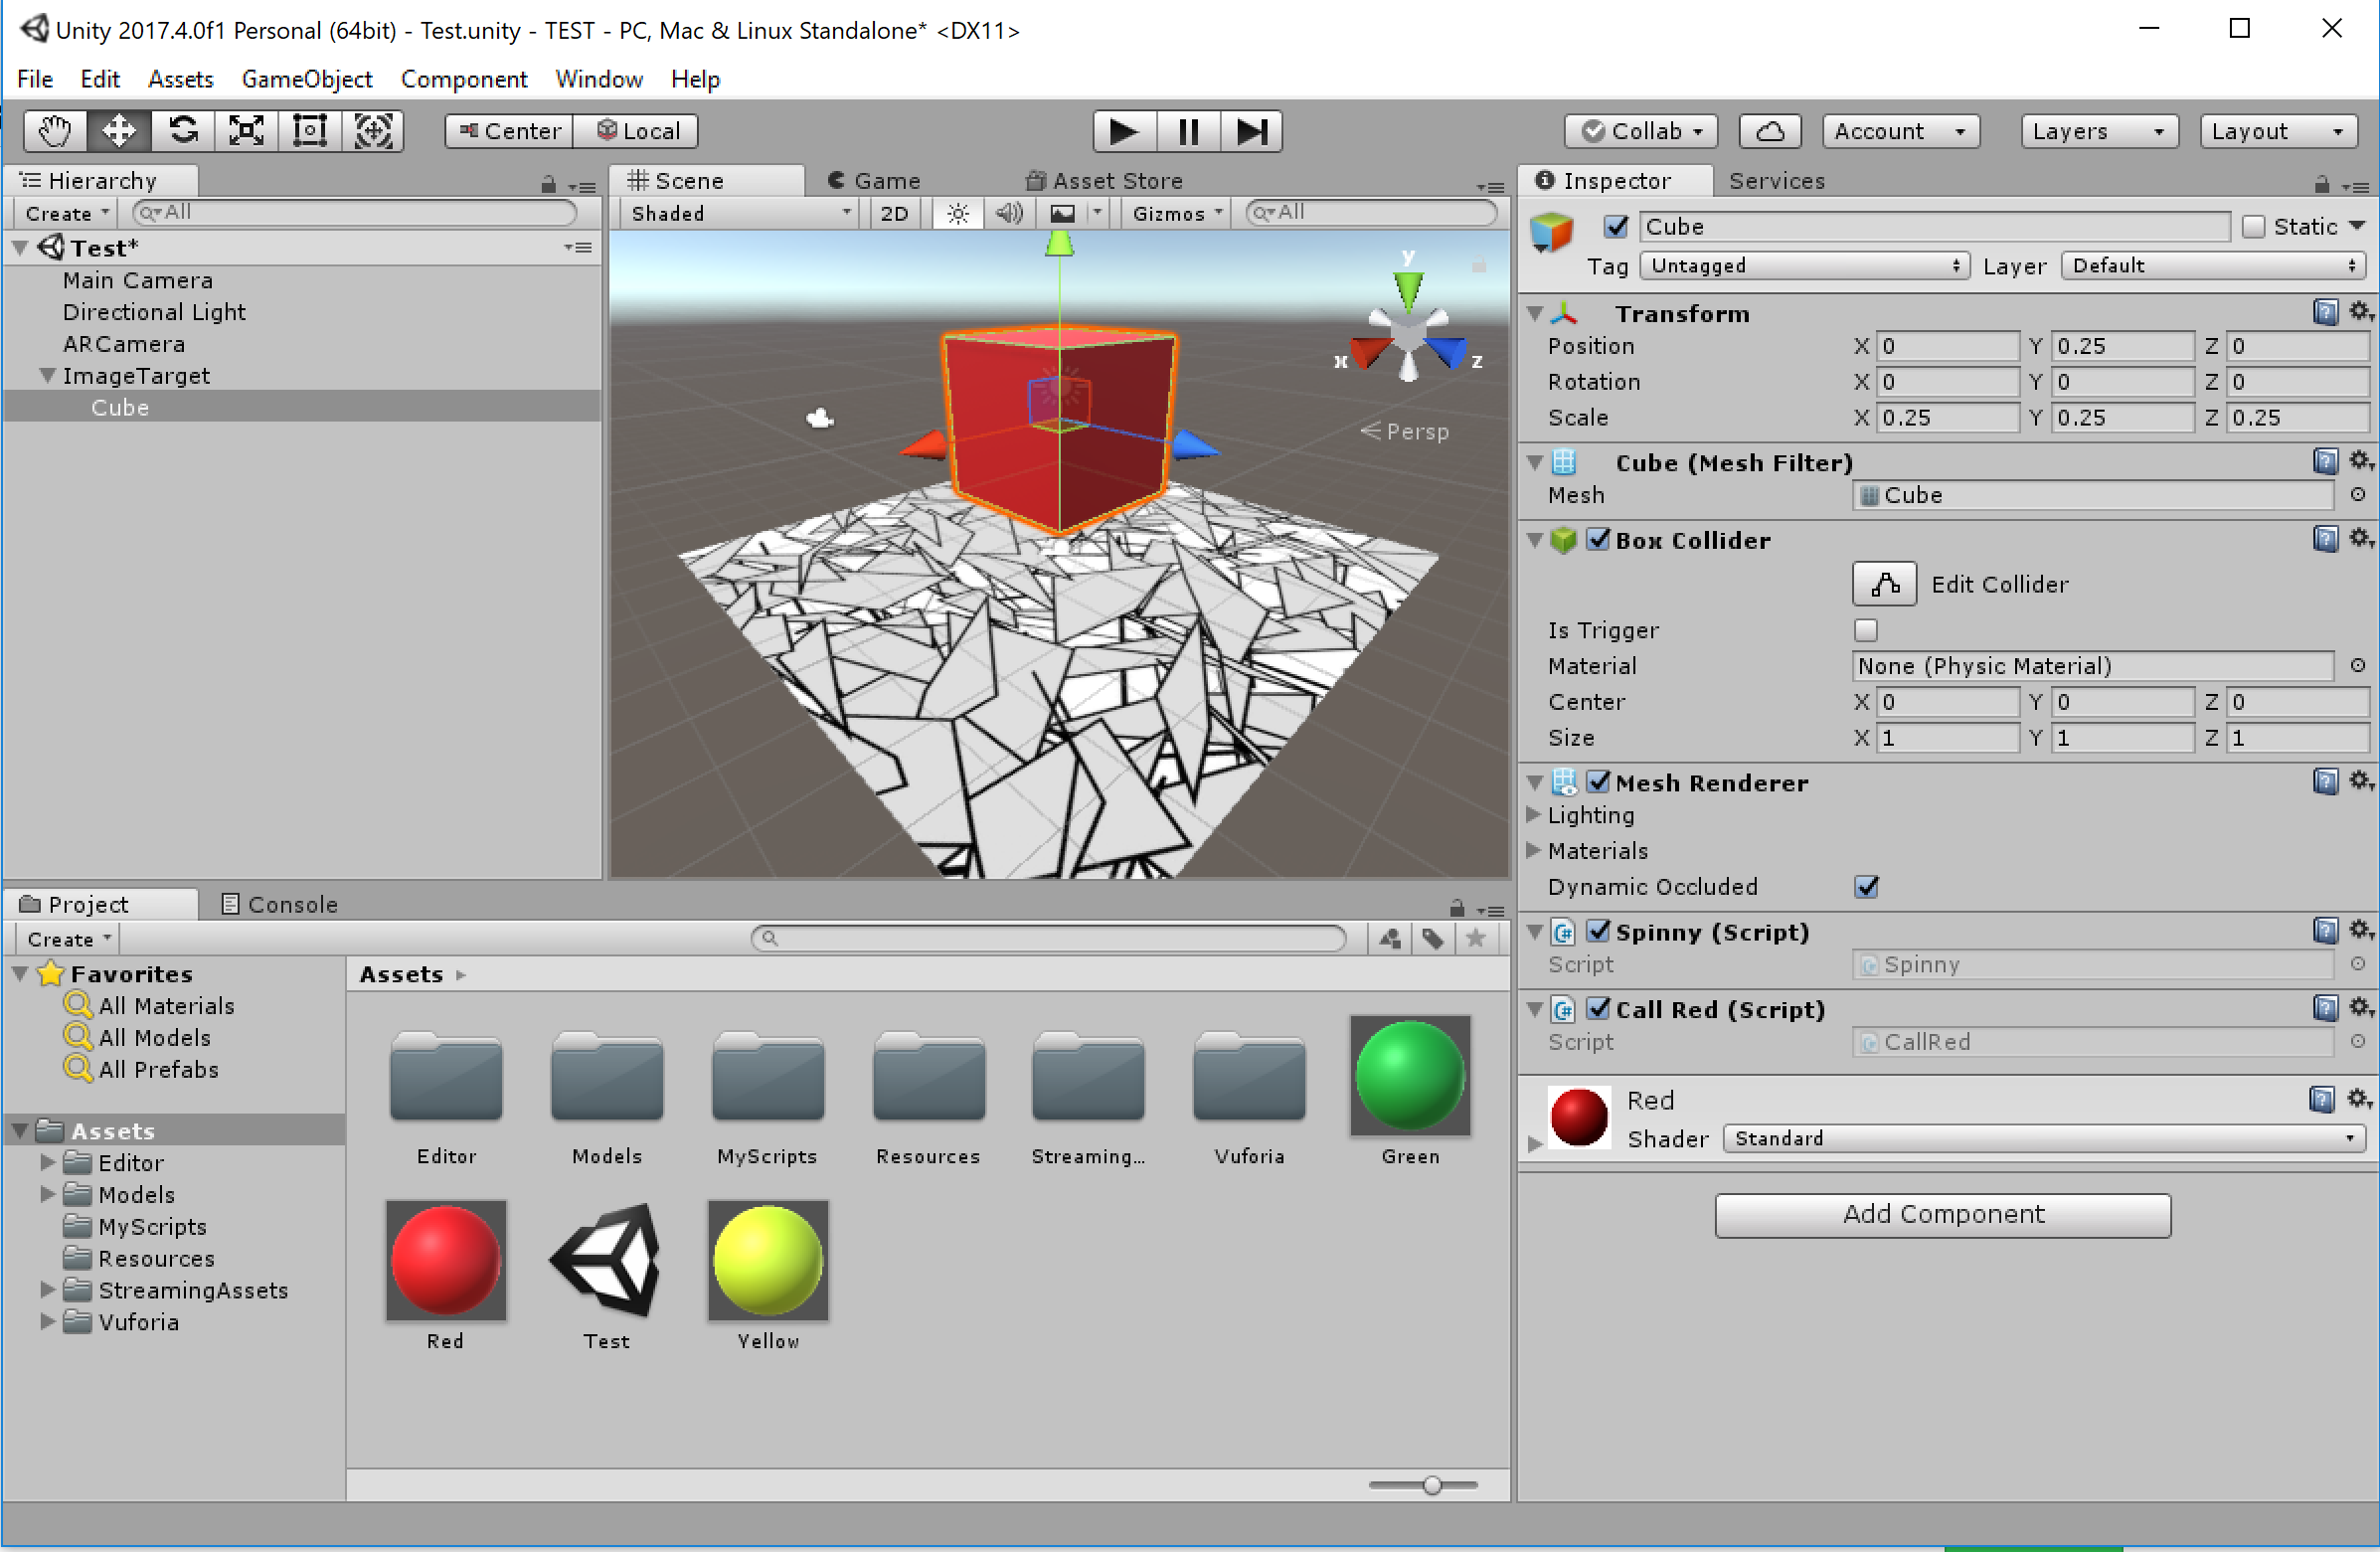 Unity 2017.4.0f1 Personal (64bit) - Test.unity - TEST - PC, Mac & Linux Standalone* <DX11>
File Edit Assets GameObject Component Window Help
Center Local Collab Account Layers Layout
Hierarchy
Create All
Test*
Main Camera
Directional Light
ARCamera
ImageTarget
Cube
Scene Game Asset Store
Shaded 2D Gizmos All
y
x z
Persp
Inspector Services
Cube Static
Tag Untagged Layer Default
Transform
Position X 0 Y 0.25 Z 0
Rotation X 0 Y 0 Z 0
Scale X 0.25 Y 0.25 Z 0.25
Cube (Mesh Filter)
Mesh Cube
Box Collider
Edit Collider
Is Trigger
Material None (Physic Material)
Center X 0 Y 0 Z 0
Size X 1 Y 1 Z 1
Mesh Renderer
Lighting
Materials
Dynamic Occluded
Spinny (Script)
Script Spinny
Call Red (Script)
Script CallRed
Red
Shader Standard
Add Component
Project Console
Create
Favorites
All Materials
All Models
All Prefabs
Assets
Editor
Models
MyScripts
Resources
StreamingAssets
Vuforia
Assets
Editor Models MyScripts Resources Streaming... Vuforia Green
Red Test Yellow